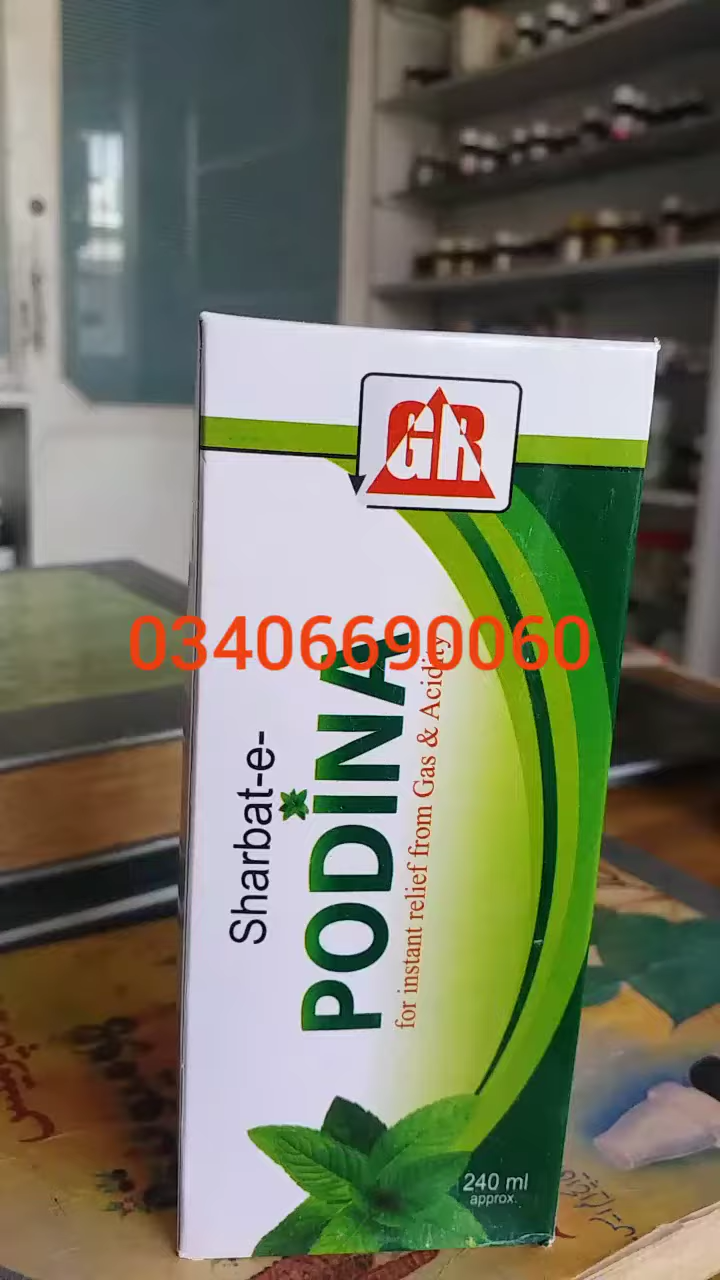 GR
03406690060
Sharbat-e-
PODINA
for instant relief from Gas & Acidity
240 ml
approx.